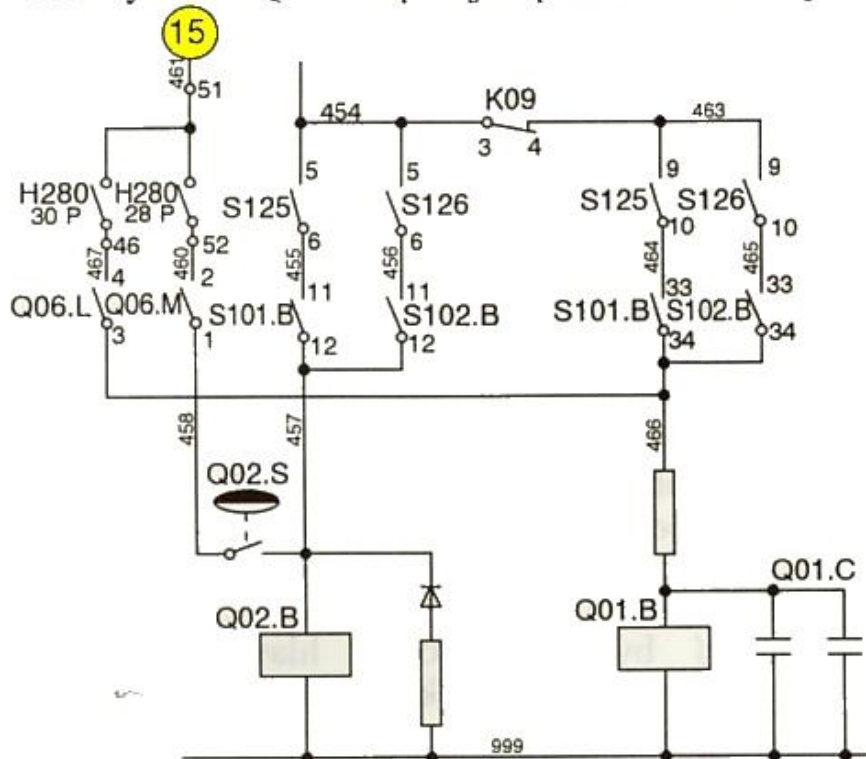 15
461
51
454
K09
463
3 4
5 5 9 9
H280 H280 S125 S126 S125 S126
30 P 28 P
6 6 10 10
46 52
467 460 455 456 464 465
4 2 11 11 33 33
Q06.L Q06.M S101.B S102.B S101.B S102.B
3 1 12 12 34 34
458 457 466
Q02.S
Q01.C
Q02.B Q01.B
999